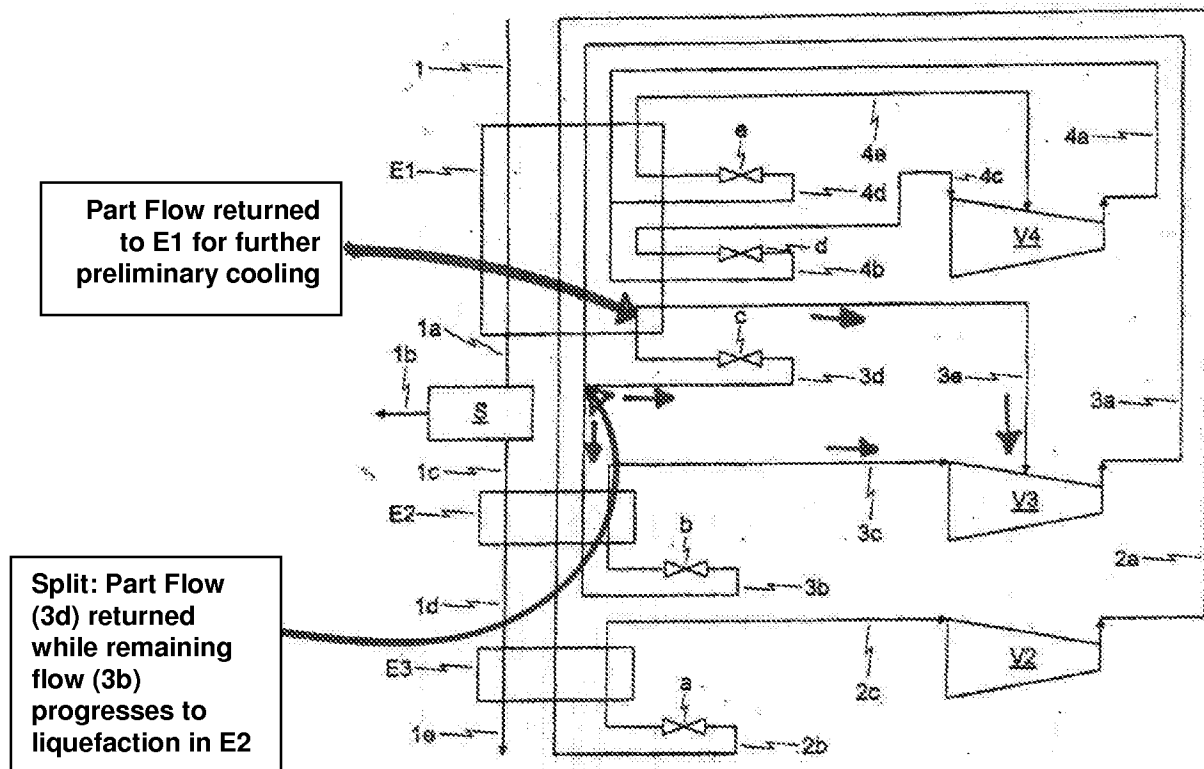 1
E1
e
4e
4a
4c
4d
V4
d
4b
Part Flow returned
to E1 for further
preliminary cooling
1a
c
1b
3d
3e
3a
S
1c
V3
E2
3c
b
2a
3b
Split: Part Flow
(3d) returned
while remaining
flow (3b)
progresses to
liquefaction in E2
1d
V2
E3
2c
a
1e
2b